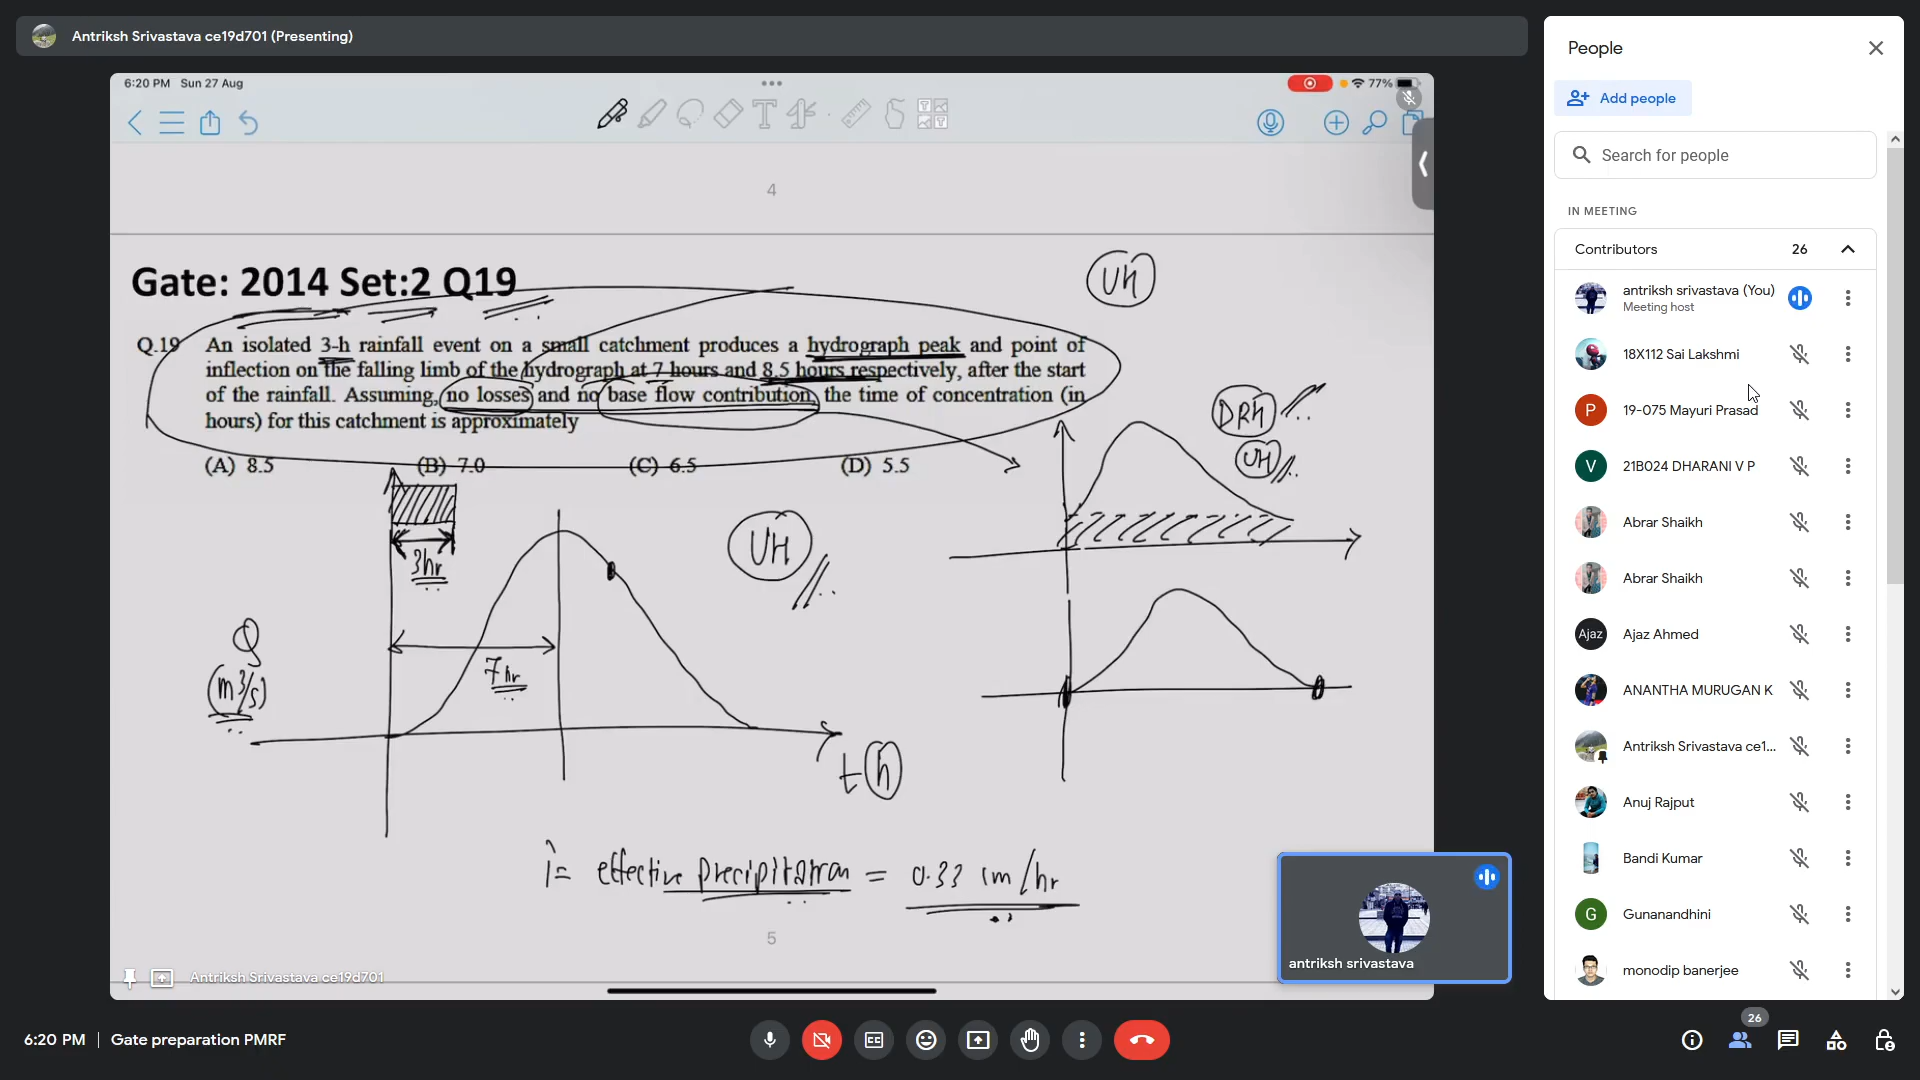 Antriksh Srivastava ce19d701 (Presenting)
6:20 PM Sun 27 Aug
77%
4
Gate: 2014 Set:2 Q19
UH
Q.19 An isolated 3-h rainfall event on a small catchment produces a hydrograph peak and point of
inflection on the falling limb of the hydrograph at 7 hours and 8.5 hours respectively, after the start
of the rainfall. Assuming, no losses and no base flow contribution, the time of concentration (in
hours) for this catchment is approximately
(A) 8.5 (B) 7.0 (C) 6.5 (D) 5.5
DRH
UH
3hr
UH
Q
(m³/s)
7hr
t(h)
i = effective precipitation = 0.33 cm/hr
5
Antriksh Srivastava ce19d701
antriksh srivastava
People
Add people
Search for people
IN MEETING
Contributors 26
antriksh srivastava (You)
Meeting host
18X112 Sai Lakshmi
P 19-075 Mayuri Prasad
V 21B024 DHARANI V P
Abrar Shaikh
Abrar Shaikh
Ajaz Ajaz Ahmed
ANANTHA MURUGAN K
Antriksh Srivastava ce1...
Anuj Rajput
Bandi Kumar
G Gunanandhini
monodip banerjee
6:20 PM | Gate preparation PMRF
26